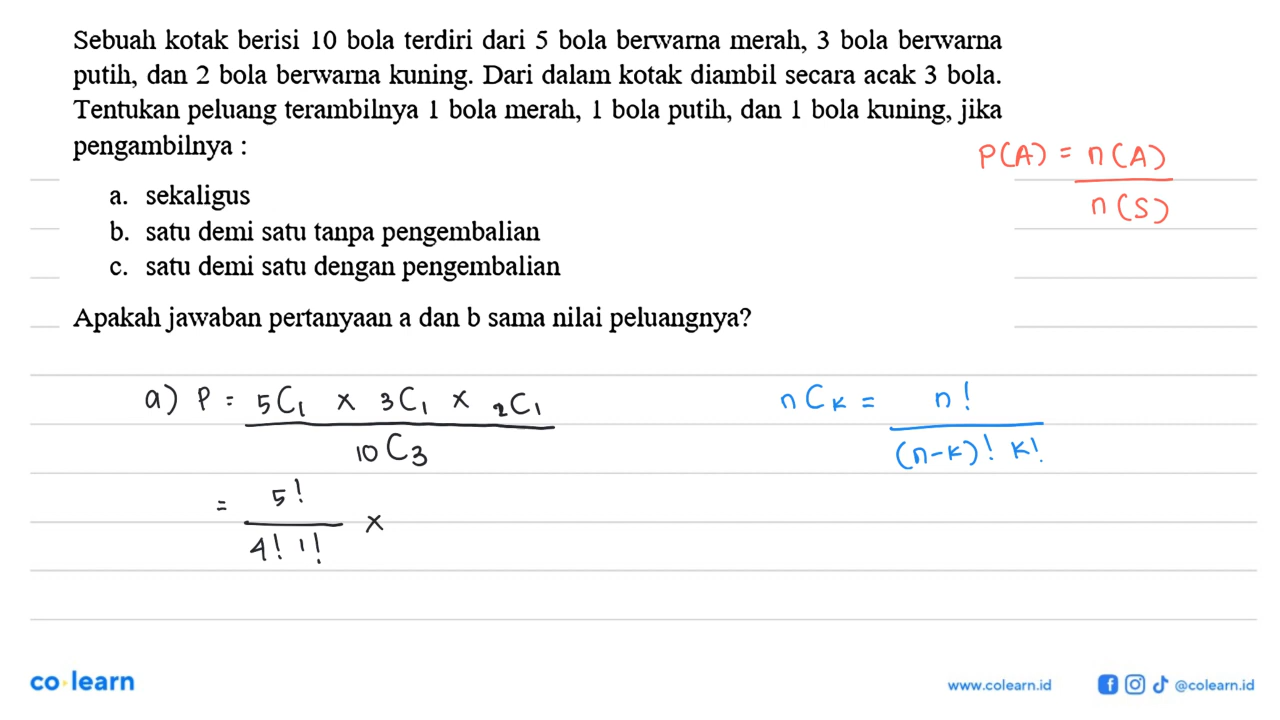 Sebuah kotak berisi 10 bola terdiri dari 5 bola berwarna merah, 3 bola berwarna
putih, dan 2 bola berwarna kuning. Dari dalam kotak diambil secara acak 3 bola.
Tentukan peluang terambilnya 1 bola merah, 1 bola putih, dan 1 bola kuning, jika
pengambilnya :
P(A) = n(A)
n(S)
a. sekaligus
b. satu demi satu tanpa pengembalian
c. satu demi satu dengan pengembalian
Apakah jawaban pertanyaan a dan b sama nilai peluangnya?
a) P = 5C1 x 3C1 x 2C1
10C3
nCk = n!
(n-k)! k!
= 5! x
4! 1!
co learn
www.colearn.id
@colearn.id